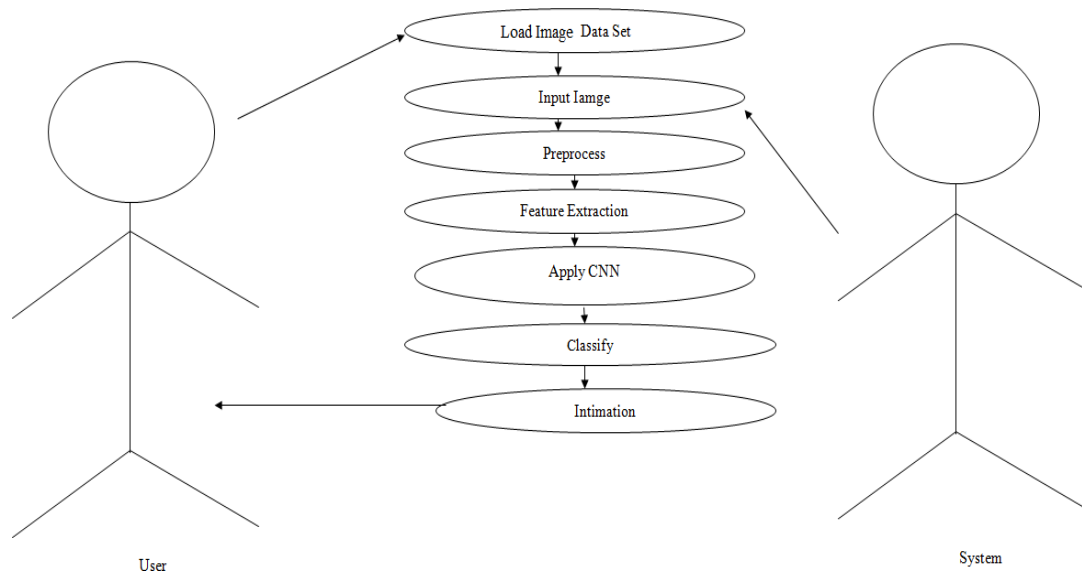 Load Image Data Set
Input Iamge
Preprocess
Feature Extraction
Apply CNN
Classify
Intimation
User
System